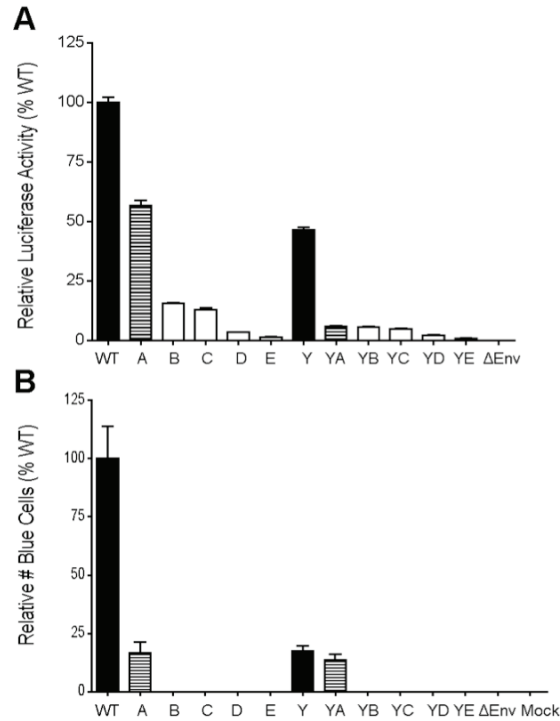 A
Relative Luciferase Activity (% WT)
125
100
75
50
25
0
WT A B C D E Y YA YB YC YD YE ΔEnv
B
Relative # Blue Cells (% WT)
125
100
75
50
25
0
WT A B C D E Y YA YB YC YD YE ΔEnv Mock